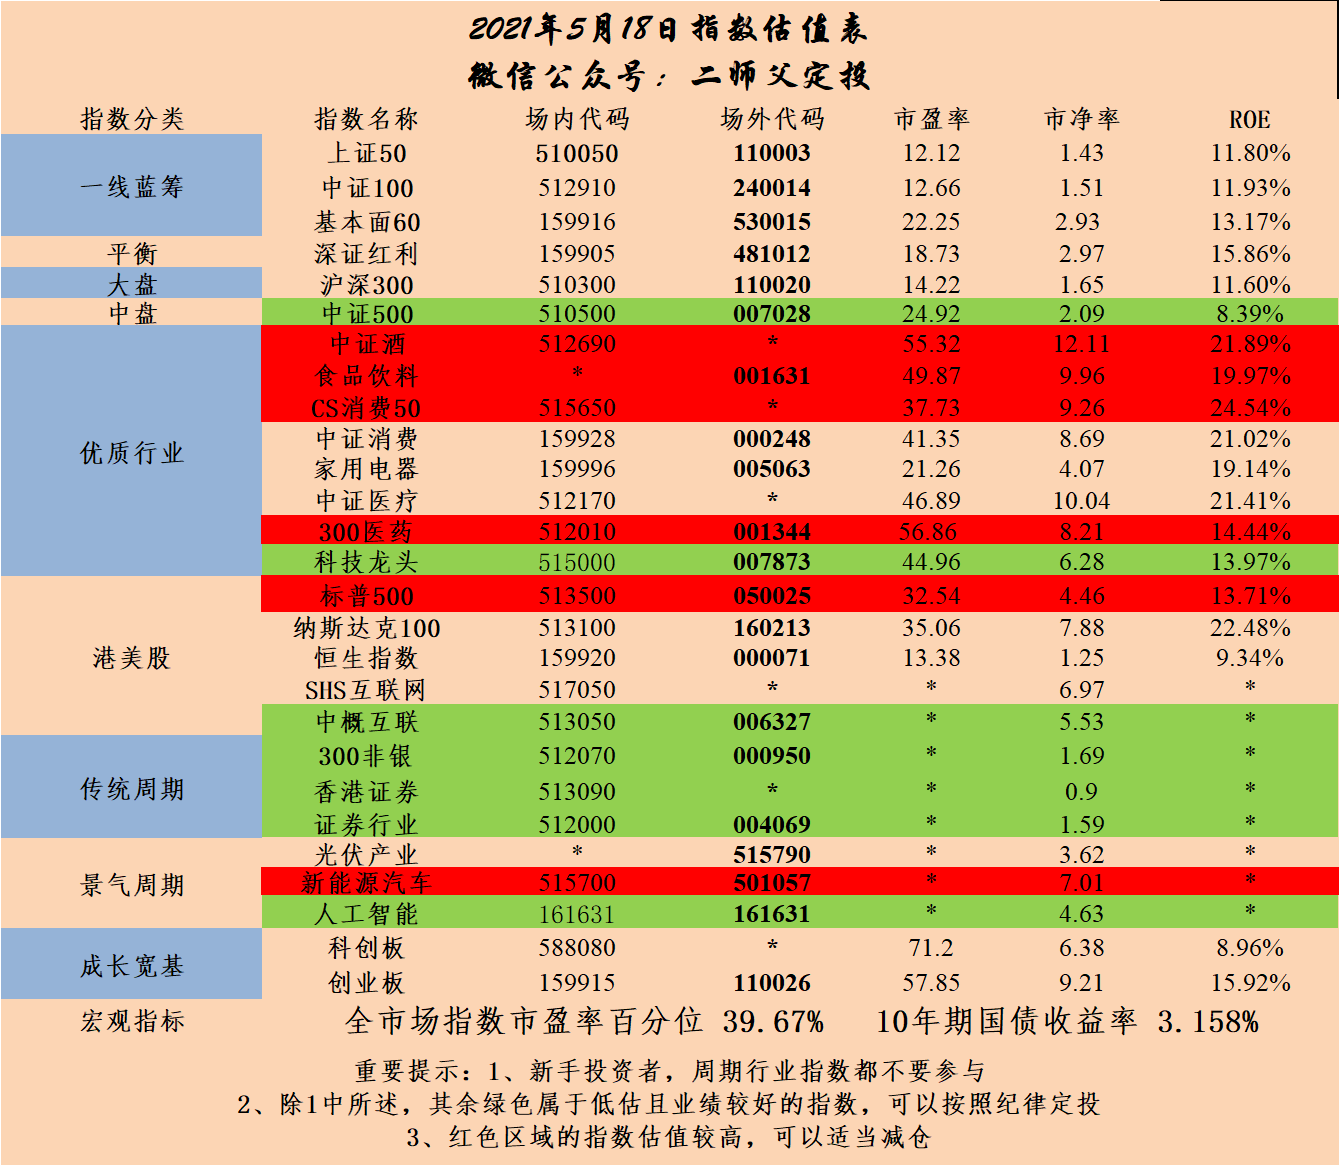 2021年5月18日指数估值表
微信公众号：二师父定投
指数分类 指数名称 场内代码 场外代码 市盈率 市净率 ROE
一线蓝筹 上证50 510050 110003 12.12 1.43 11.80%
中证100 512910 240014 12.66 1.51 11.93%
基本面60 159916 530015 22.25 2.93 13.17%
平衡 深证红利 159905 481012 18.73 2.97 15.86%
大盘 沪深300 510300 110020 14.22 1.65 11.60%
中盘 中证500 510500 007028 24.92 2.09 8.39%
优质行业 中证酒 512690 * 55.32 12.11 21.89%
食品饮料 * 001631 49.87 9.96 19.97%
CS消费50 515650 * 37.73 9.26 24.54%
中证消费 159928 000248 41.35 8.69 21.02%
家用电器 159996 005063 21.26 4.07 19.14%
中证医疗 512170 * 46.89 10.04 21.41%
300医药 512010 001344 56.86 8.21 14.44%
科技龙头 515000 007873 44.96 6.28 13.97%
港美股 标普500 513500 050025 32.54 4.46 13.71%
纳斯达克100 513100 160213 35.06 7.88 22.48%
恒生指数 159920 000071 13.38 1.25 9.34%
SHS互联网 517050 * * 6.97 *
中概互联 513050 006327 * 5.53 *
传统周期 300非银 512070 000950 * 1.69 *
香港证券 513090 * * 0.9 *
证券行业 512000 004069 * 1.59 *
景气周期 光伏产业 * 515790 * 3.62 *
新能源汽车 515700 501057 * 7.01 *
人工智能 161631 161631 * 4.63 *
成长宽基 科创板 588080 * 71.2 6.38 8.96%
创业板 159915 110026 57.85 9.21 15.92%
宏观指标 全市场指数市盈率百分位 39.67% 10年期国债收益率 3.158%
重要提示：1、新手投资者，周期行业指数都不要参与
2、除1中所述，其余绿色属于低估且业绩较好的指数，可以按照纪律定投
3、红色区域的指数估值较高，可以适当减仓